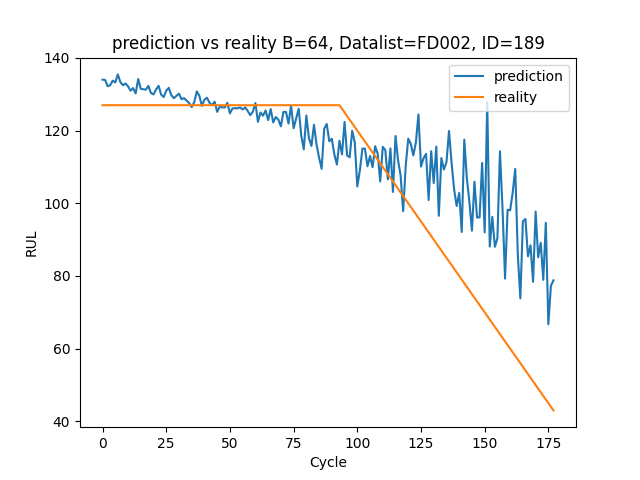 prediction vs reality B=64, Datalist=FD002, ID=189
prediction
reality
RUL
140
120
100
80
60
40
0 25 50 75 100 125 150 175
Cycle